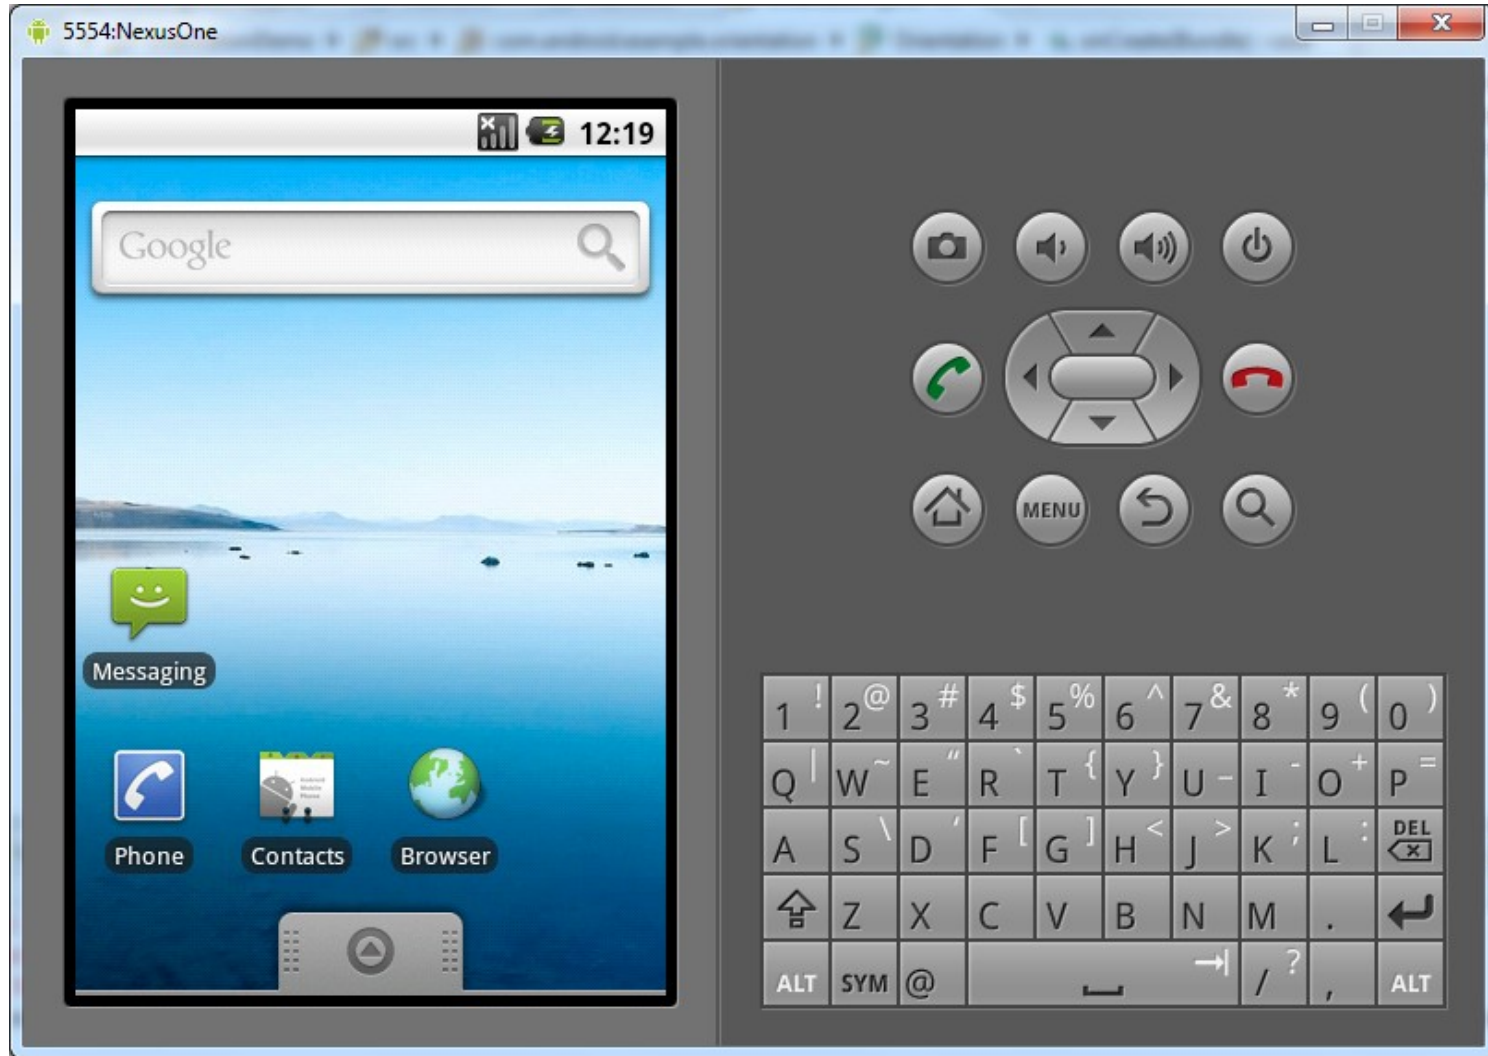 5554:NexusOne
12:19
Google
Messaging
Phone Contacts Browser
MENU
1 ! 2 @ 3 # 4 $ 5 % 6 ^ 7 & 8 * 9 ( 0 )
Q | W ~ E " R ` T { Y } U _ I - O + P =
A S \ D ' F [ G ] H < J > K ; L : DEL
Z X C V B N M .
ALT SYM @ / ? , ALT